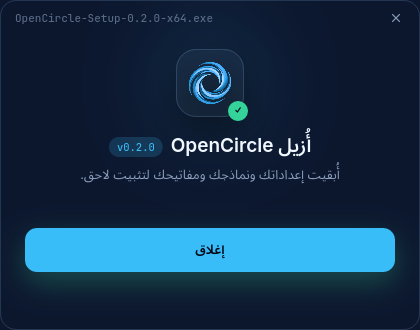 OpenCircle-Setup-0.2.0-x64.exe
أُزيل OpenCircle v0.2.0
أُبقيت إعداداتك ونماذجك ومفاتيحك لتثبيت لاحق.
إغلاق